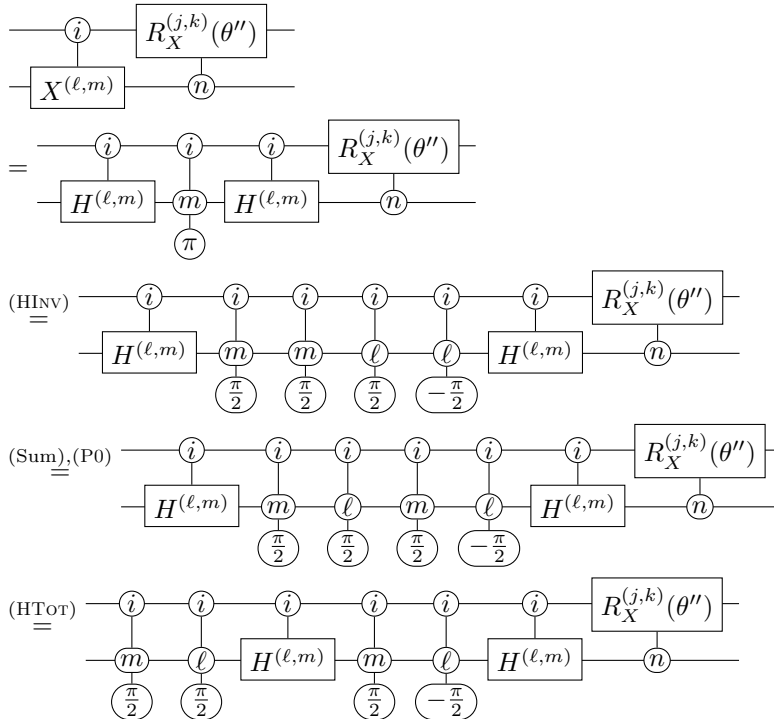 i R_X^{(j,k)}(θ″)
X^{(ℓ,m)} n
= i i i R_X^{(j,k)}(θ″)
H^{(ℓ,m)} m H^{(ℓ,m)} n
π
(HINV) = i i i i i i R_X^{(j,k)}(θ″)
H^{(ℓ,m)} m m ℓ ℓ H^{(ℓ,m)} n
π/2 π/2 π/2 −π/2
(Sum),(P0) = i i i i i i R_X^{(j,k)}(θ″)
H^{(ℓ,m)} m ℓ m ℓ H^{(ℓ,m)} n
π/2 π/2 π/2 −π/2
(HTOT) = i i i i i i R_X^{(j,k)}(θ″)
m ℓ H^{(ℓ,m)} m ℓ H^{(ℓ,m)} n
π/2 π/2 π/2 −π/2